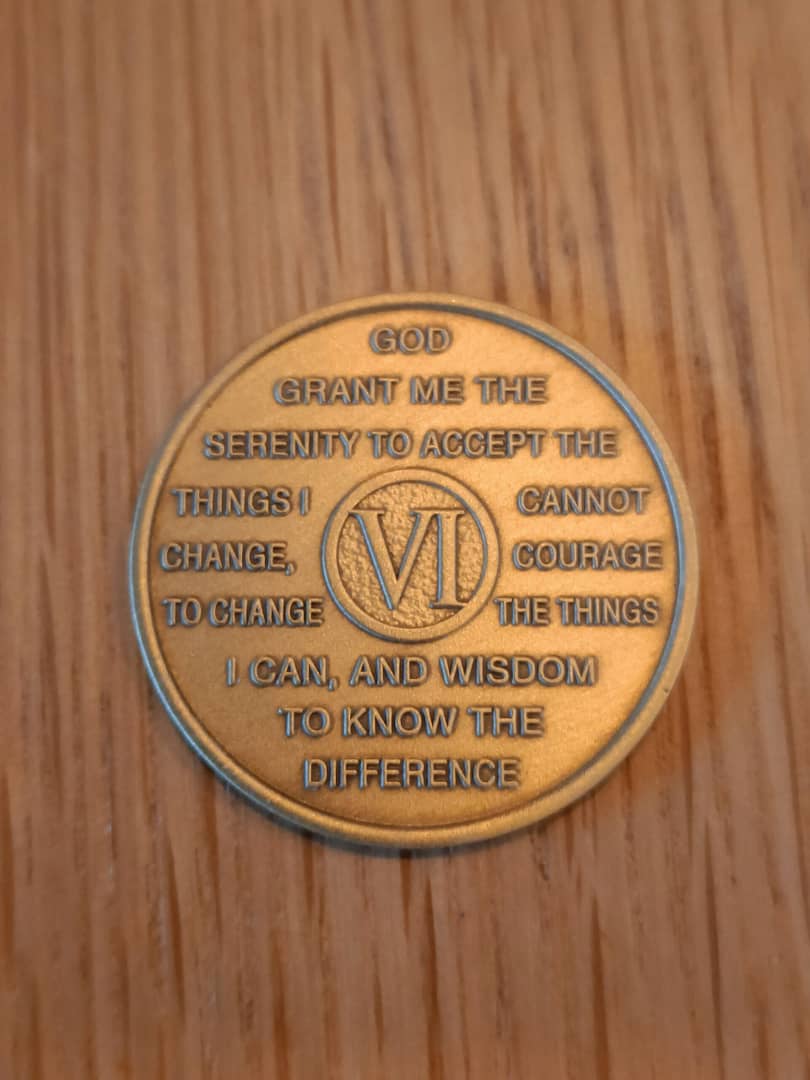 GOD
GRANT ME THE
SERENITY TO ACCEPT THE
THINGS I CANNOT
CHANGE, COURAGE
VI
TO CHANGE THE THINGS
I CAN, AND WISDOM
TO KNOW THE
DIFFERENCE